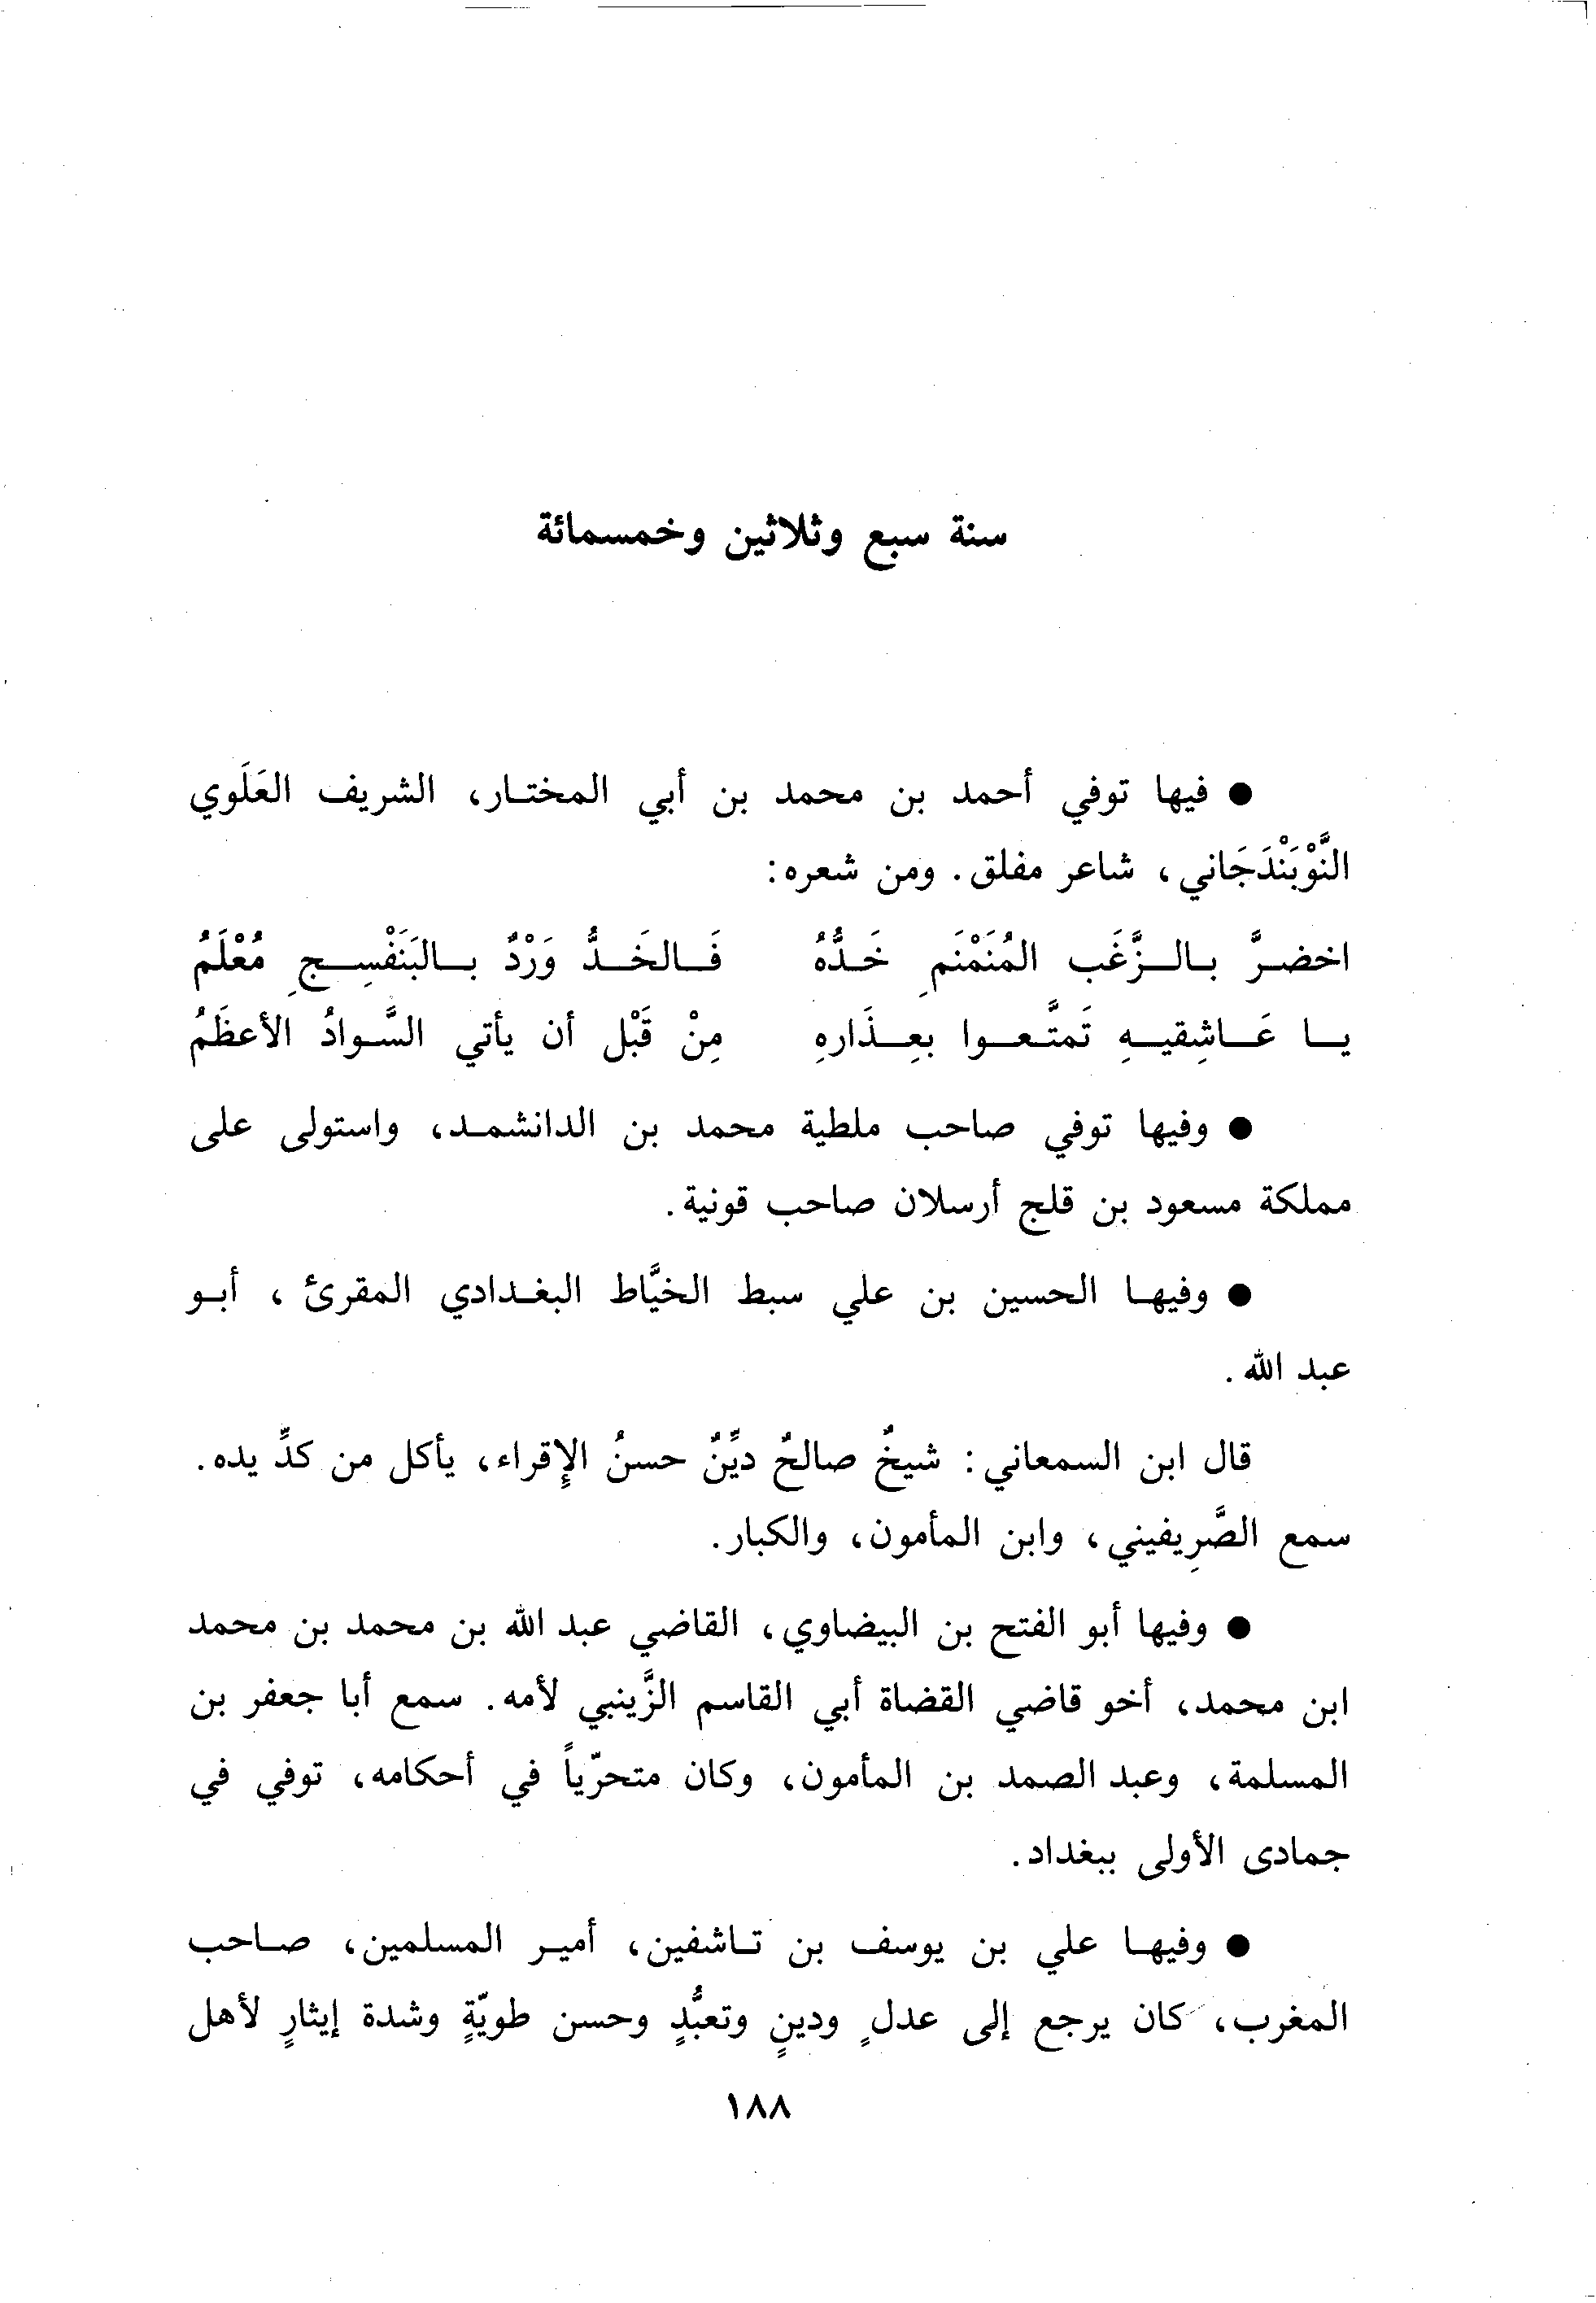 سنة سبع وثلاثين وخمسمائة
● فيها توفي أحمد بن محمد بن أبي المختار، الشريف العَلَوي
النَّوْبَنْدَجَاني، شاعر مفلق. ومن شعره:
اخضرَّ بالزَّغَب المُنَمْنَمِ خَدُّهُ فَالخَدُّ وَرْدٌ بالبَنَفْسِجِ مُعْلَمُ
يا عَاشِقيهِ تَمتَّعوا بعِذَارهِ مِنْ قَبْل أن يأتي السَّوادُ الأعظَمُ
● وفيها توفي صاحب ملطية محمد بن الدانشمد، واستولى على
مملكة مسعود بن قلج أرسلان صاحب قونية.
● وفيها الحسين بن علي سبط الخيَّاط البغدادي المقرئ، أبو
عبد الله.
قال ابن السمعاني: شيخٌ صالحٌ ديِّنٌ حسنُ الإِقراء، يأكل من كدِّ يده.
سمع الصَّرِيفيني، وابن المأمون، والكبار.
● وفيها أبو الفتح بن البيضاوي، القاضي عبد الله بن محمد بن محمد
ابن محمد، أخو قاضي القضاة أبي القاسم الزَّينبي لأمه. سمع أبا جعفر بن
المسلمة، وعبد الصمد بن المأمون، وكان متحرّياً في أحكامه، توفي في
جمادى الأولى ببغداد.
● وفيها علي بن يوسف بن تاشفين، أمير المسلمين، صاحب
المغرب، كان يرجع إلى عدلٍ ودينٍ وتعبُّدٍ وحسن طويّةٍ وشدة إيثارٍ لأهل
١٨٨